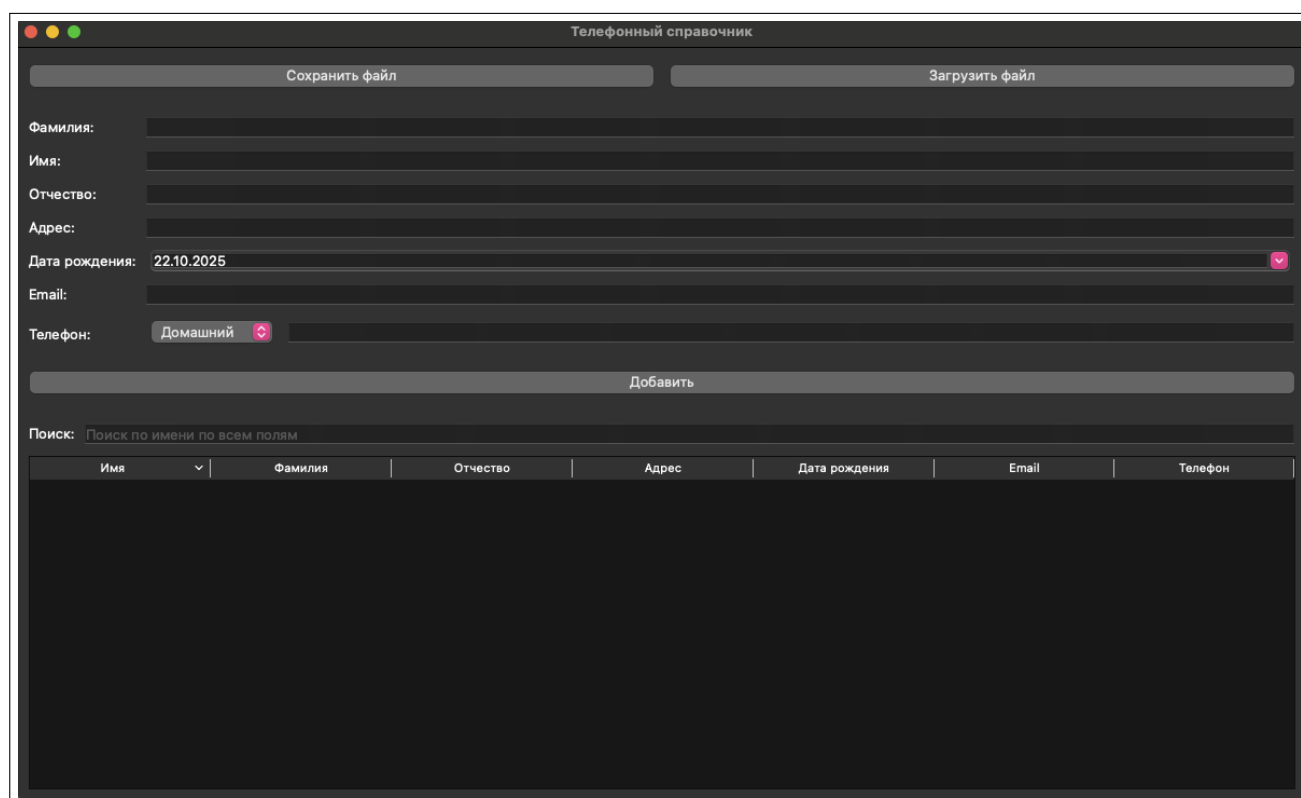 Телефонный справочник
Сохранить файл Загрузить файл
Фамилия:
Имя:
Отчество:
Адрес:
Дата рождения: 22.10.2025
Email:
Телефон: Домашний
Добавить
Поиск: Поиск по имени по всем полям
Имя Фамилия Отчество Адрес Дата рождения Email Телефон